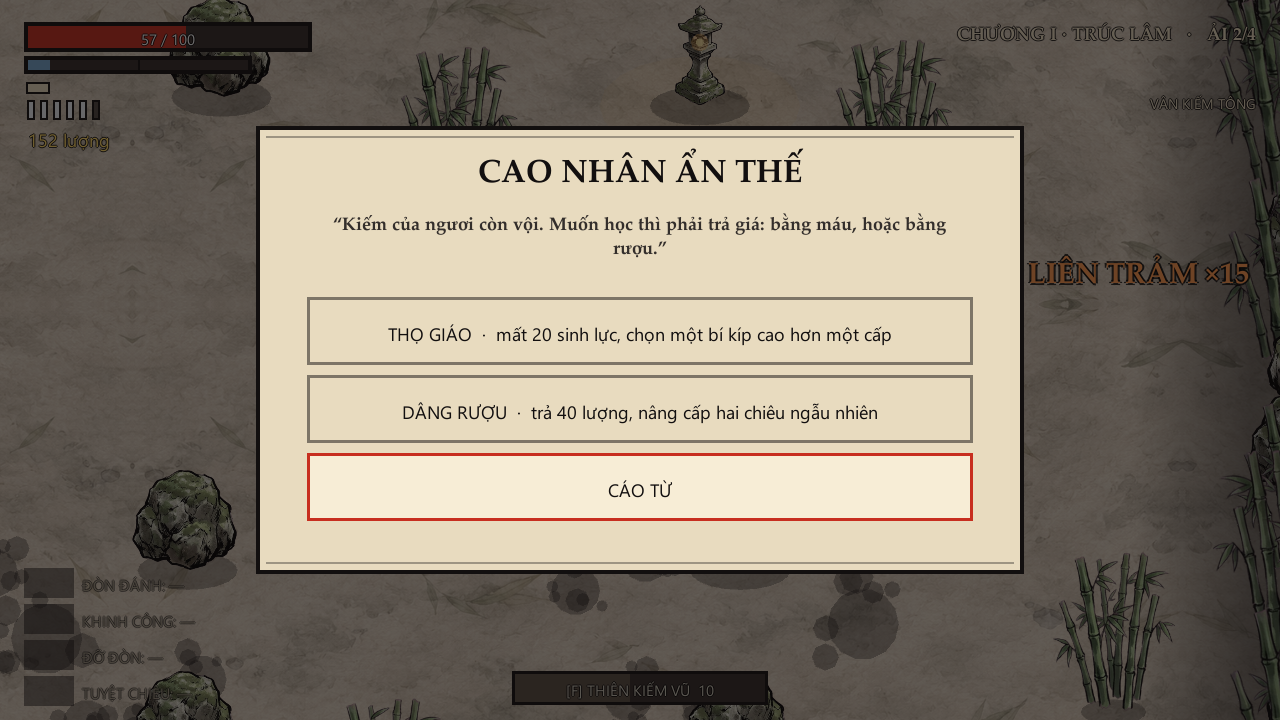 57 / 100
CHƯƠNG I · TRÚC LÂM · ẢI 2/4
VÂN KIẾM TÔNG
152 lượng
CAO NHÂN ẨN THẾ
“Kiếm của ngươi còn vội. Muốn học thì phải trả giá: bằng máu, hoặc bằng
rượu.”
LIÊN TRẢM ×15
THỌ GIÁO · mất 20 sinh lực, chọn một bí kíp cao hơn một cấp
DÂNG RƯỢU · trả 40 lượng, nâng cấp hai chiêu ngẫu nhiên
CÁO TỪ
ĐÒN ĐÁNH: —
KHINH CÔNG: —
ĐỠ ĐÒN: —
TUYỆT CHIÊU: —
[F] THIÊN KIẾM VŨ 10